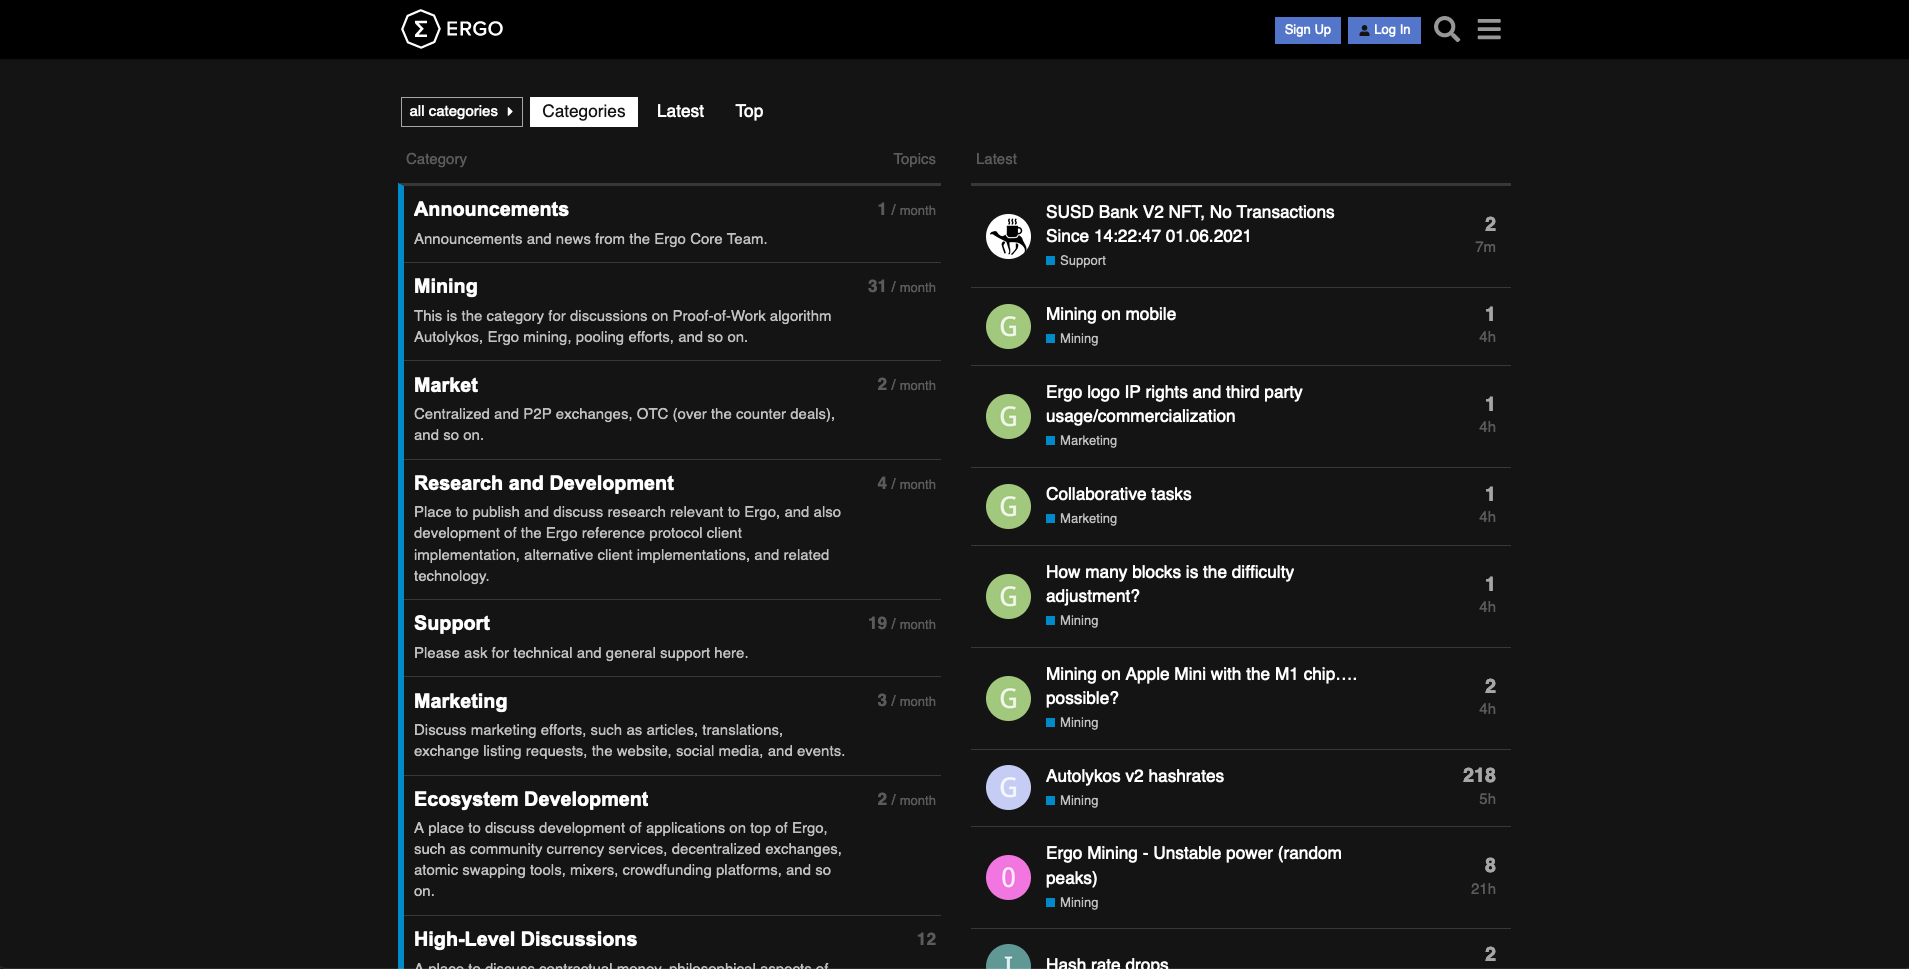 Σ ERGO
Sign Up
Log In
all categories
Categories
Latest
Top
Category
Topics
Announcements
1 / month
Announcements and news from the Ergo Core Team.
Mining
31 / month
This is the category for discussions on Proof-of-Work algorithm
Autolykos, Ergo mining, pooling efforts, and so on.
Market
2 / month
Centralized and P2P exchanges, OTC (over the counter deals),
and so on.
Research and Development
4 / month
Place to publish and discuss research relevant to Ergo, and also
development of the Ergo reference protocol client
implementation, alternative client implementations, and related
technology.
Support
19 / month
Please ask for technical and general support here.
Marketing
3 / month
Discuss marketing efforts, such as articles, translations,
exchange listing requests, the website, social media, and events.
Ecosystem Development
2 / month
A place to discuss development of applications on top of Ergo,
such as community currency services, decentralized exchanges,
atomic swapping tools, mixers, crowdfunding platforms, and so
on.
High-Level Discussions
12
A place to discuss contractual money, philosophical aspects of
Latest
SUSD Bank V2 NFT, No Transactions
Since 14:22:47 01.06.2021
Support
2
7m
G
Mining on mobile
Mining
1
4h
G
Ergo logo IP rights and third party
usage/commercialization
Marketing
1
4h
G
Collaborative tasks
Marketing
1
4h
G
How many blocks is the difficulty
adjustment?
Mining
1
4h
G
Mining on Apple Mini with the M1 chip….
possible?
Mining
2
4h
G
Autolykos v2 hashrates
Mining
218
5h
0
Ergo Mining - Unstable power (random
peaks)
Mining
8
21h
Hash rate drops
2